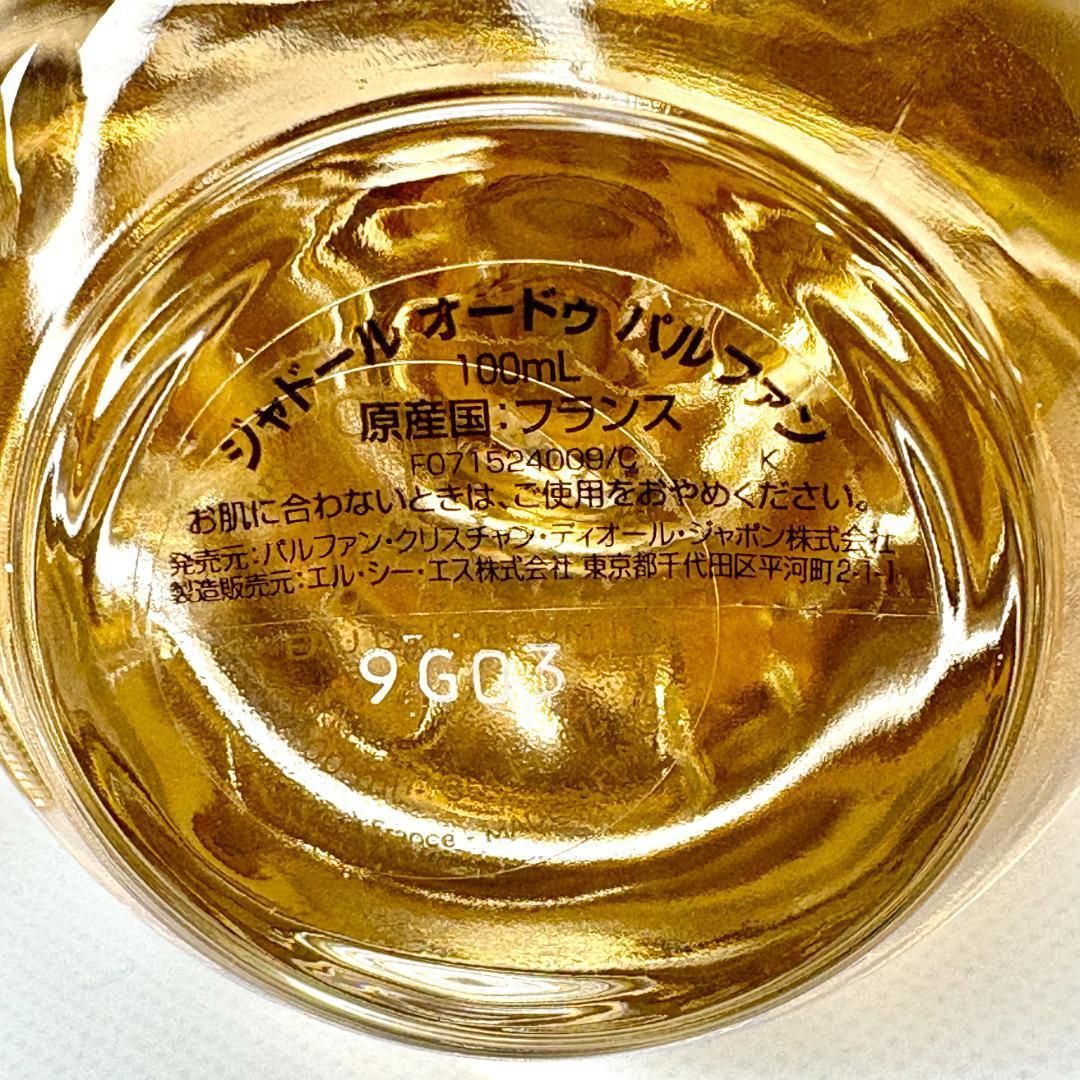 ジャドール オードゥ パルファン
100mL
原産国:フランス
F071524009/C K
お肌に合わないときは、ご使用をおやめください。
発売元:パルファン・クリスチャン・ディオール・ジャポン株式会社
製造販売元:エル・シー・エス株式会社 東京都千代田区平河町2-1-1
9G03
France